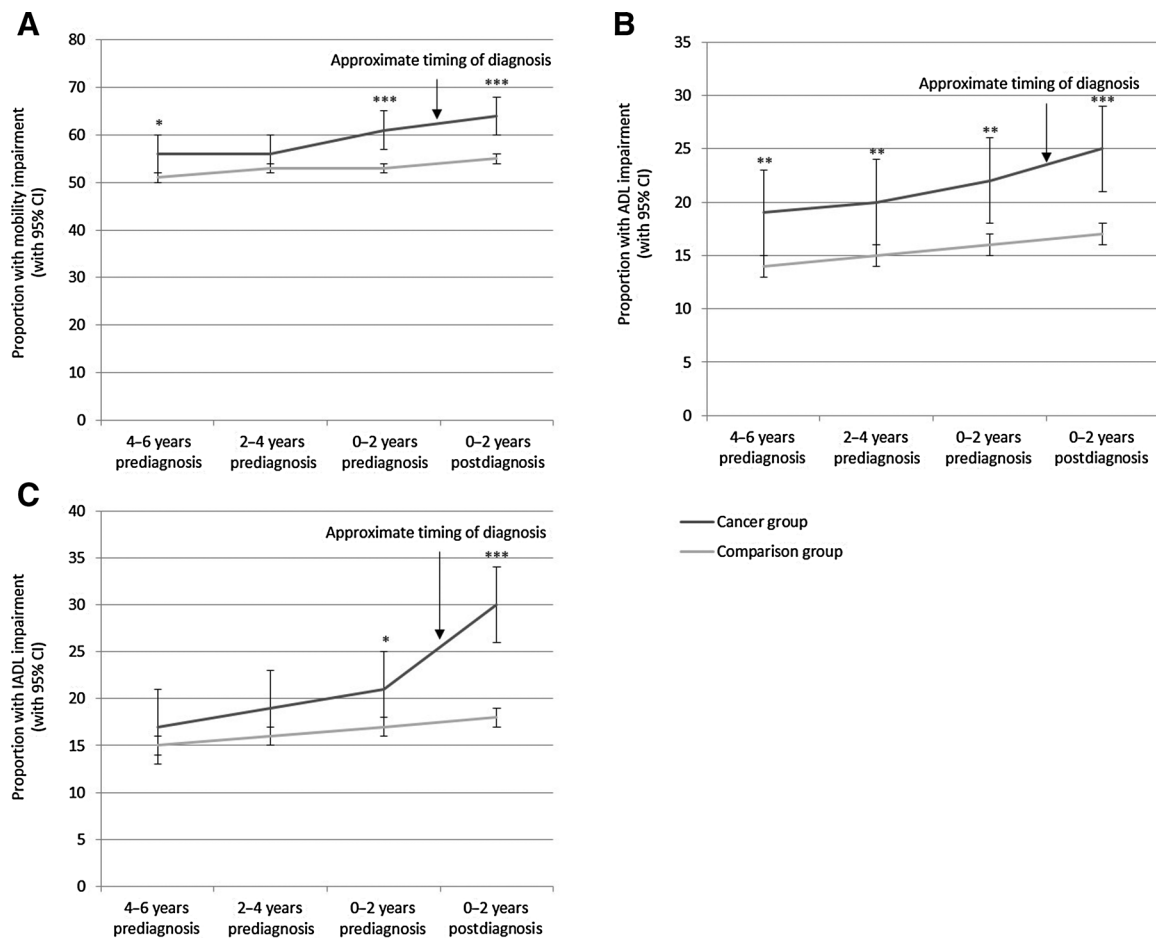 A
Proportion with mobility impairment
(with 95% CI)
80
70
60
50
40
30
20
10
0
Approximate timing of diagnosis
*
***
***
4–6 years
prediagnosis
2–4 years
prediagnosis
0–2 years
prediagnosis
0–2 years
postdiagnosis
B
Proportion with ADL impairment
(with 95% CI)
35
30
25
20
15
10
5
0
Approximate timing of diagnosis
**
**
**
***
4–6 years
prediagnosis
2–4 years
prediagnosis
0–2 years
prediagnosis
0–2 years
postdiagnosis
C
Proportion with IADL impairment
(with 95% CI)
40
35
30
25
20
15
10
5
0
Approximate timing of diagnosis
*
***
4–6 years
prediagnosis
2–4 years
prediagnosis
0–2 years
prediagnosis
0–2 years
postdiagnosis
Cancer group
Comparison group